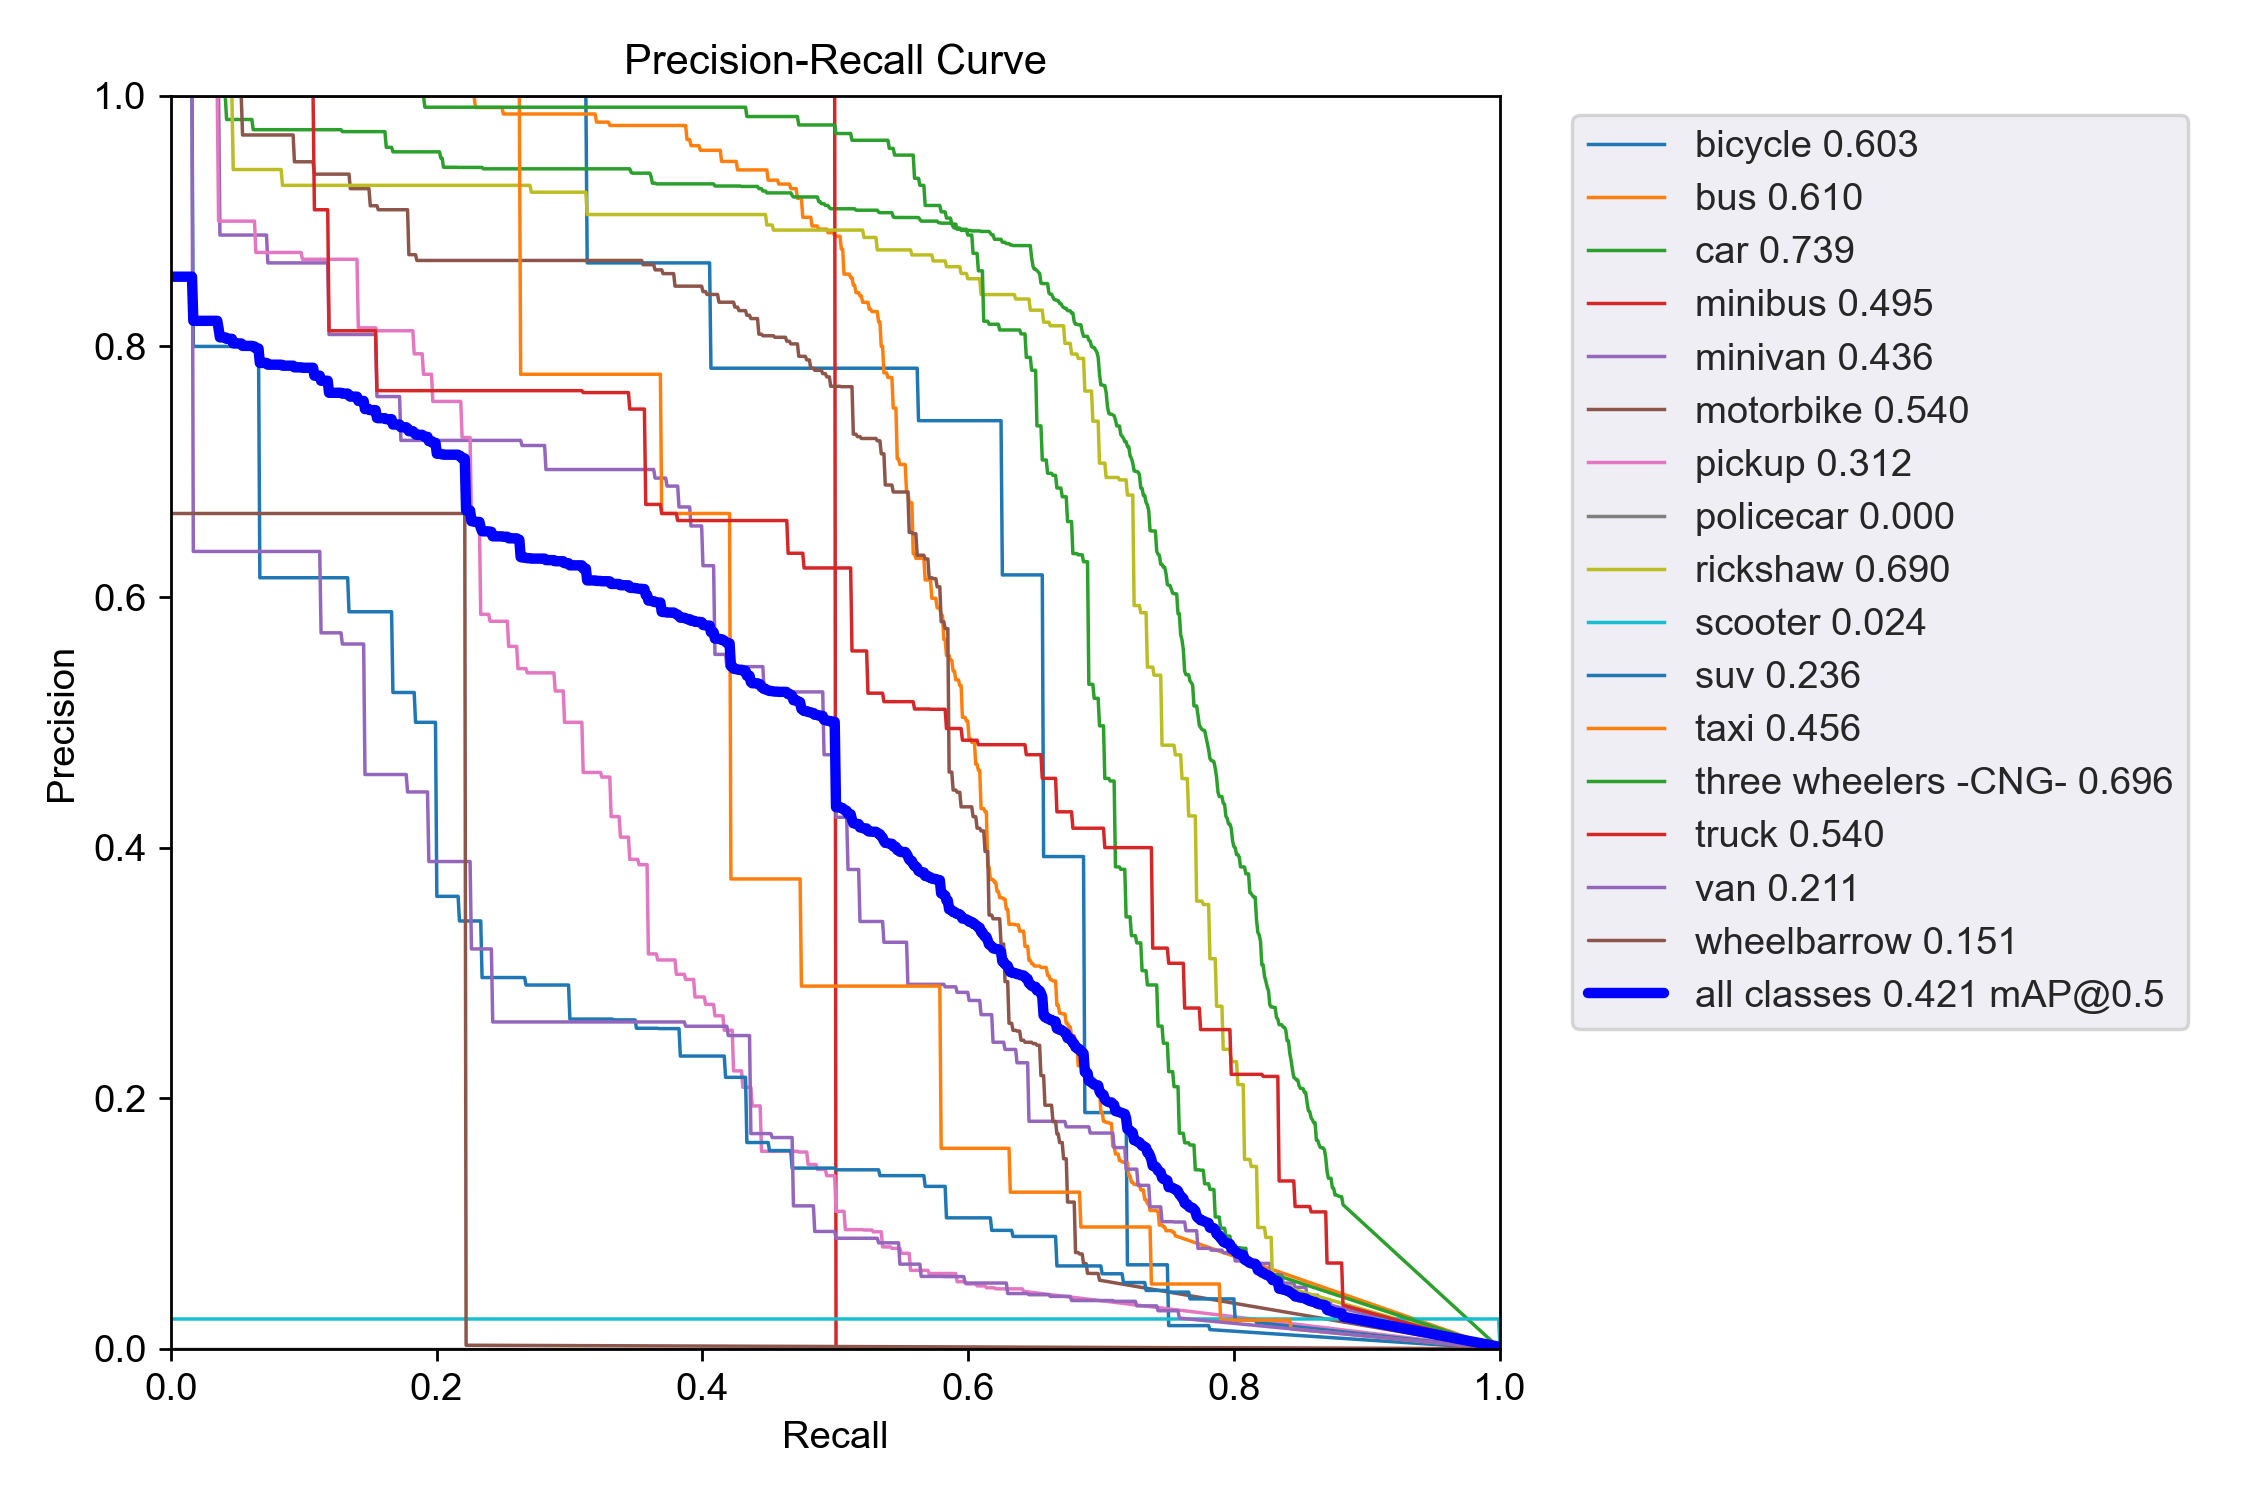 Precision-Recall Curve
1.0
0.8
0.6
0.4
0.2
0.0
Precision
0.0 0.2 0.4 0.6 0.8 1.0
Recall
bicycle 0.603
bus 0.610
car 0.739
minibus 0.495
minivan 0.436
motorbike 0.540
pickup 0.312
policecar 0.000
rickshaw 0.690
scooter 0.024
suv 0.236
taxi 0.456
three wheelers -CNG- 0.696
truck 0.540
van 0.211
wheelbarrow 0.151
all classes 0.421 mAP@0.5